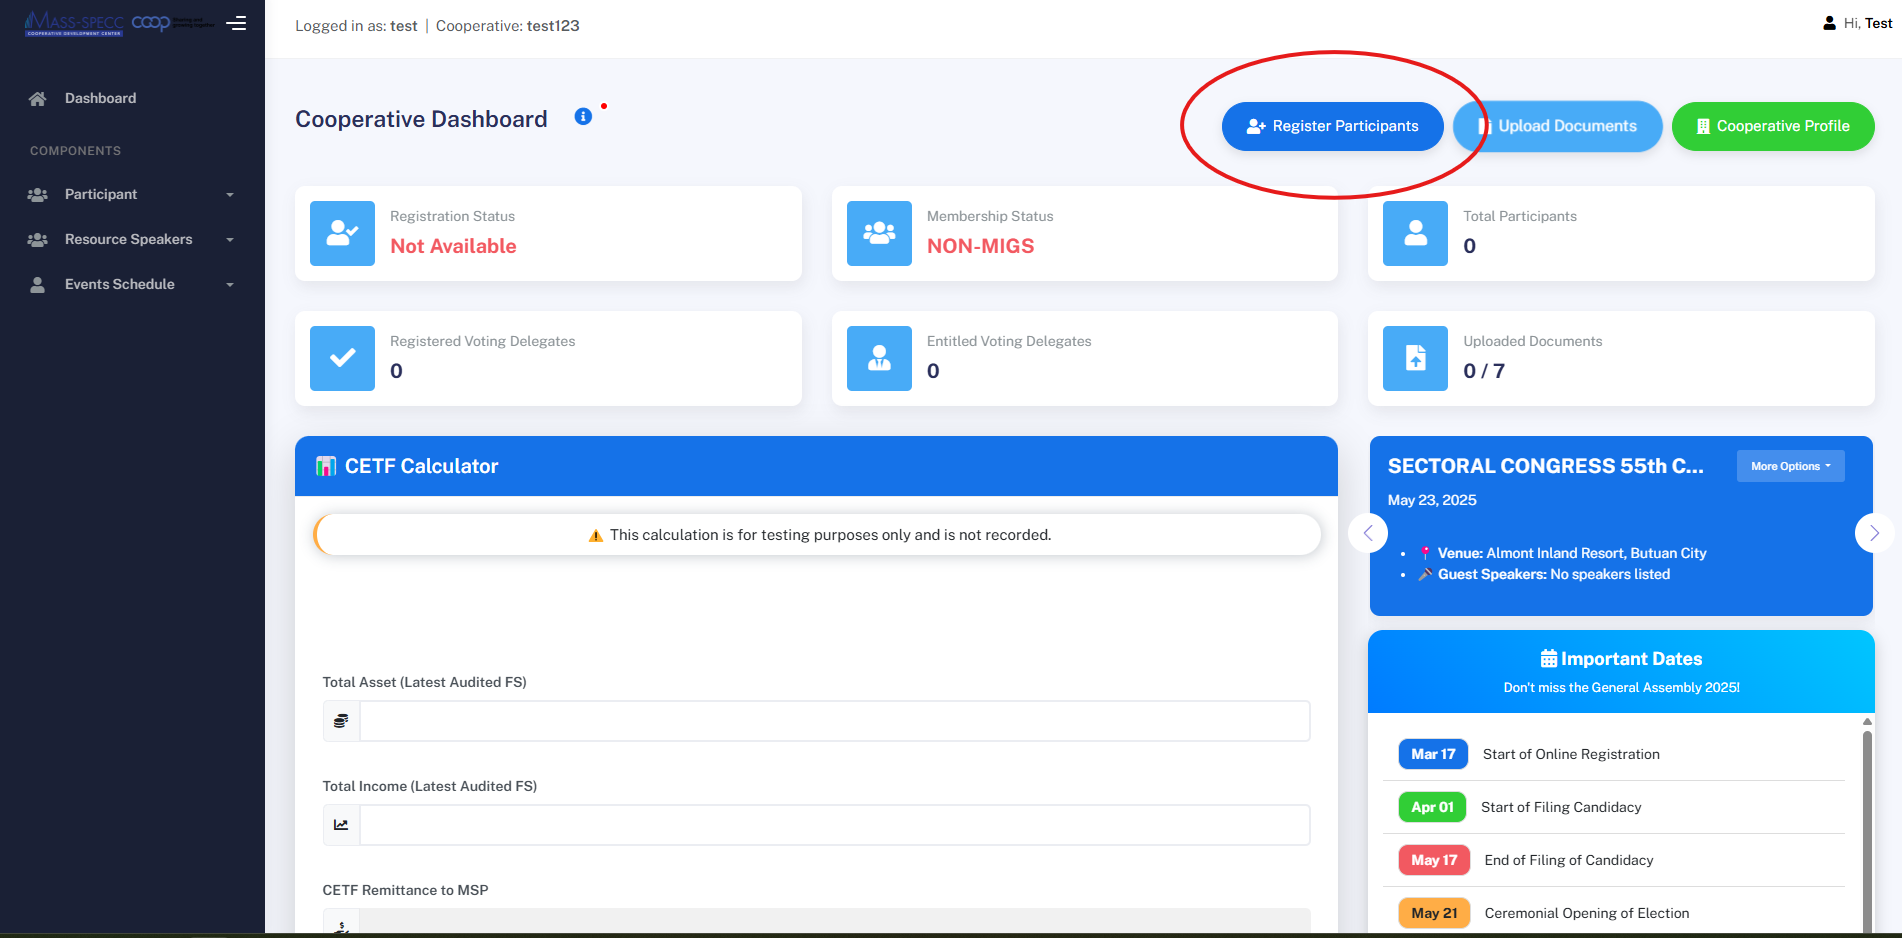 MASS-SPECC
COOPERATIVE DEVELOPMENT CENTER
coop
Logged in as: test | Cooperative: test123
Hi, Test
Dashboard
COMPONENTS
Participant
Resource Speakers
Events Schedule
Cooperative Dashboard
Register Participants
Upload Documents
Cooperative Profile
Registration Status
Not Available
Membership Status
NON-MIGS
Total Participants
0
Registered Voting Delegates
0
Entitled Voting Delegates
0
Uploaded Documents
0 / 7
CETF Calculator
This calculation is for testing purposes only and is not recorded.
Total Asset (Latest Audited FS)
Total Income (Latest Audited FS)
CETF Remittance to MSP
SECTORAL CONGRESS 55th C...
More Options
May 23, 2025
Venue: Almont Inland Resort, Butuan City
Guest Speakers: No speakers listed
Important Dates
Don't miss the General Assembly 2025!
Mar 17 Start of Online Registration
Apr 01 Start of Filing Candidacy
May 17 End of Filing of Candidacy
May 21 Ceremonial Opening of Election